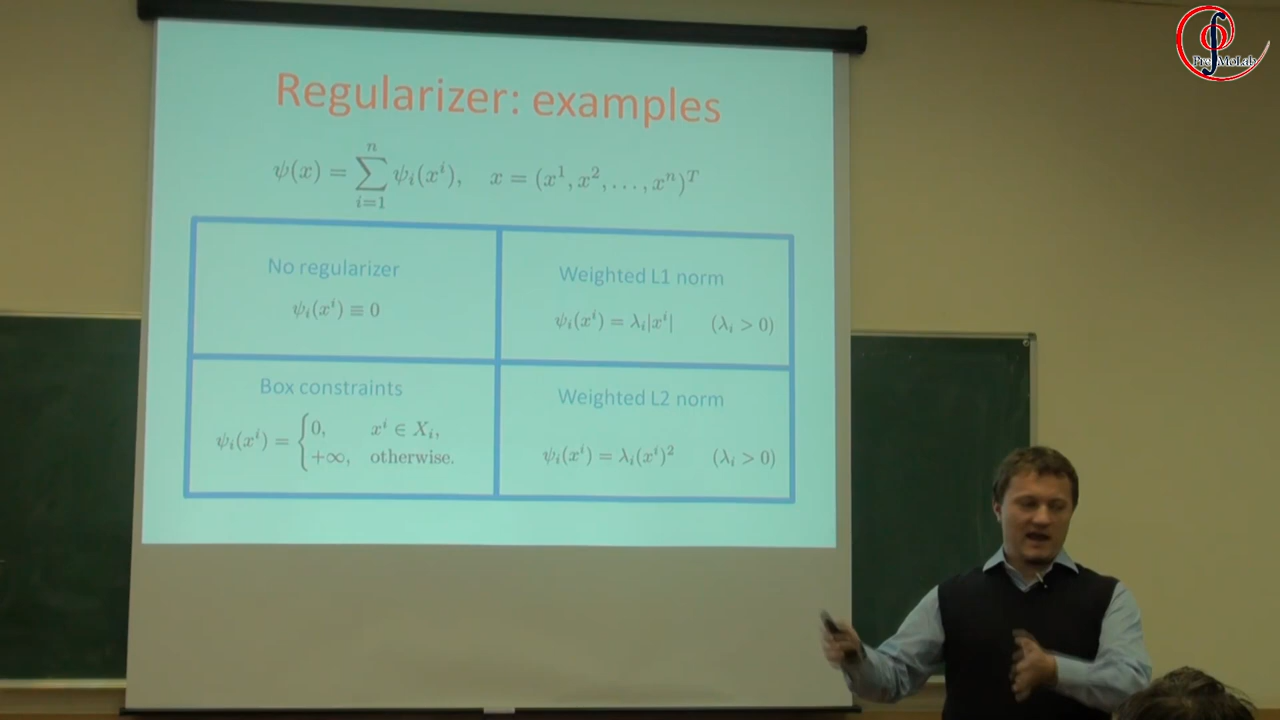 PreMoLab
Regularizer: examples
ψ(x) = ∑_{i=1}^{n} ψ_i(x^i), x = (x^1, x^2, . . . , x^n)^T
No regularizer
ψ_i(x^i) ≡ 0
Weighted L1 norm
ψ_i(x^i) = λ_i|x^i| (λ_i > 0)
Box constraints
ψ_i(x^i) = { 0, x^i ∈ X_i,
+∞, otherwise.
Weighted L2 norm
ψ_i(x^i) = λ_i(x^i)^2 (λ_i > 0)